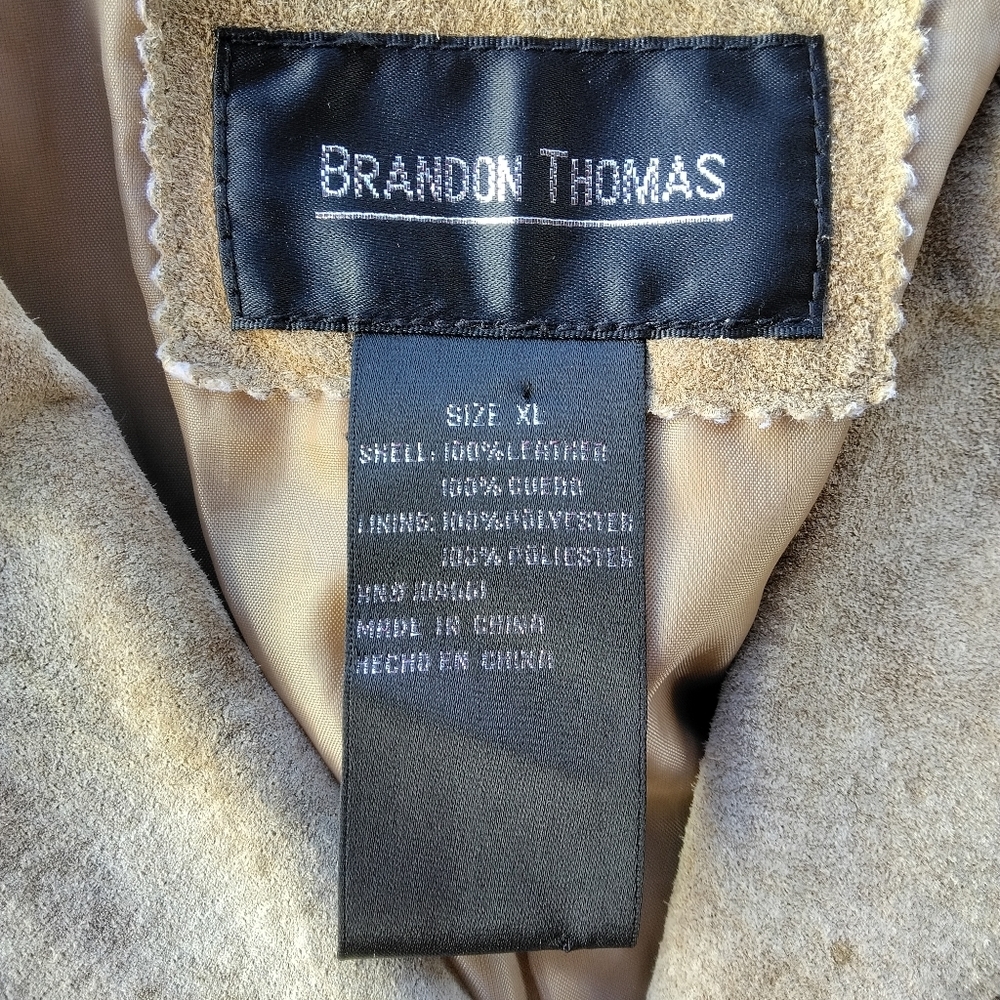 BRANDON THOMAS
SIZE XL
SHELL: 100% LEATHER
100% CUERO
LINING: 100% POLYESTER
100% POLIESTER
MADE IN CHINA
HECHO EN CHINA